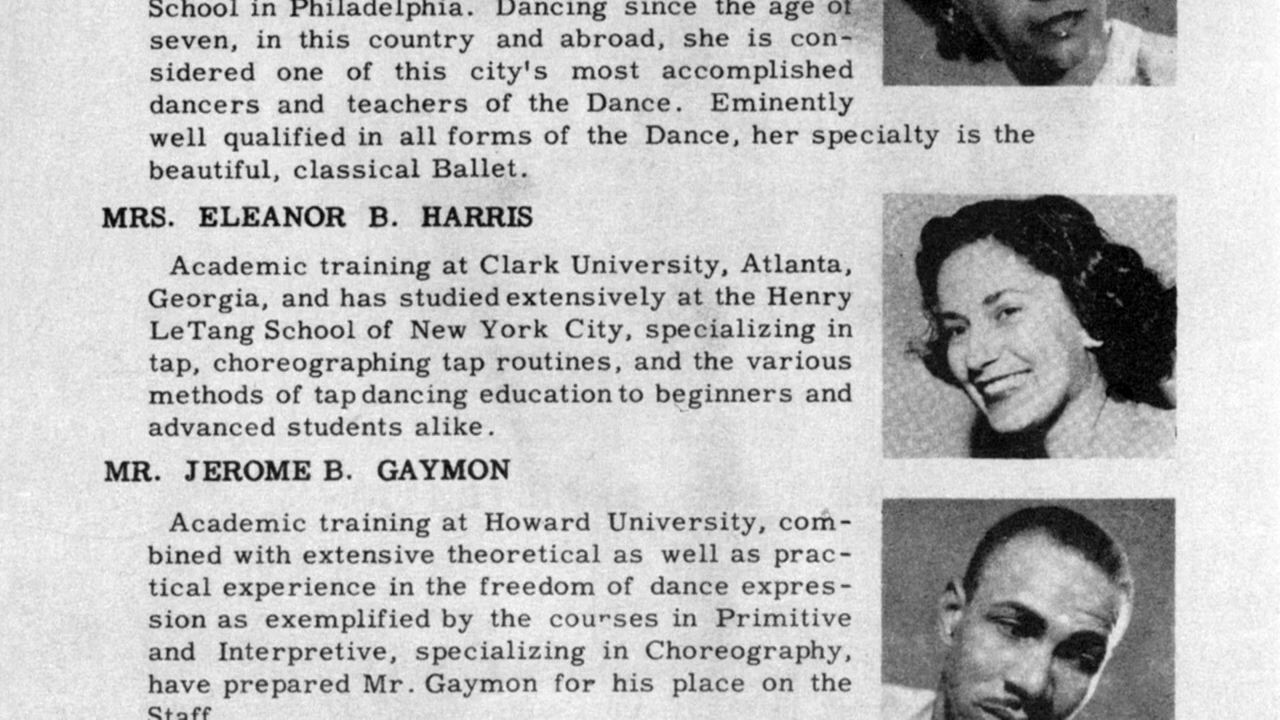 School in Philadelphia. Dancing since the age of
seven, in this country and abroad, she is con-
sidered one of this city's most accomplished
dancers and teachers of the Dance. Eminently
well qualified in all forms of the Dance, her specialty is the
beautiful, classical Ballet.
MRS. ELEANOR B. HARRIS
Academic training at Clark University, Atlanta,
Georgia, and has studied extensively at the Henry
LeTang School of New York City, specializing in
tap, choreographing tap routines, and the various
methods of tap dancing education to beginners and
advanced students alike.
MR. JEROME B. GAYMON
Academic training at Howard University, com-
bined with extensive theoretical as well as prac-
tical experience in the freedom of dance expres-
sion as exemplified by the courses in Primitive
and Interpretive, specializing in Choreography,
have prepared Mr. Gaymon for his place on the
Staff